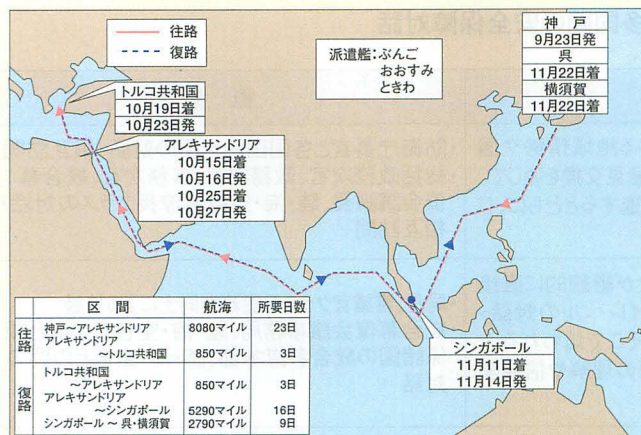 往路
復路
派遣艦：ぶんご
おおすみ
ときわ
神　戸
9月23日発
呉
11月22日着
横須賀
11月22日着
トルコ共和国
10月19日着
10月23日発
アレキサンドリア
10月15日着
10月16日発
10月25日着
10月27日発
シンガポール
11月11日着
11月14日発
区　間　航海　所要日数
往路
神戸～アレキサンドリア　8080マイル　23日
アレキサンドリア
～トルコ共和国　850マイル　3日
復路
トルコ共和国
～アレキサンドリア　850マイル　3日
アレキサンドリア
～シンガポール　5290マイル　16日
シンガポール ～ 呉・横須賀　2790マイル　9日